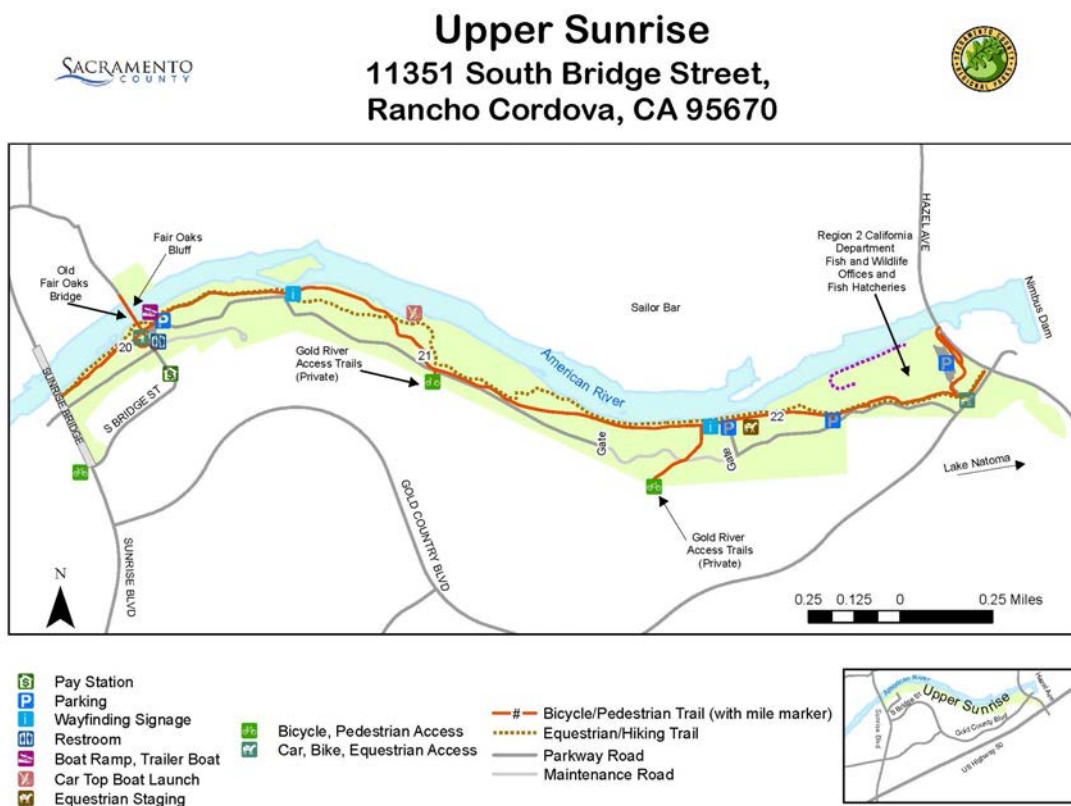 Upper Sunrise
11351 South Bridge Street,
Rancho Cordova, CA 95670
SACRAMENTO
COUNTY
SACRAMENTO COUNTY
REGIONAL PARKS
Fair Oaks
Bluff
Old
Fair Oaks
Bridge
20
SUNRISE BRIDGE
S BRIDGE ST
SUNRISE BLVD
Gold River
Access Trails
(Private)
21
GOLD COUNTRY BLVD
American River
Sailor Bar
Gate
Gate
22
Gold River
Access Trails
(Private)
Region 2 California
Department
Fish and Wildlife
Offices and
Fish Hatcheries
HAZEL AVE
Nimbus Dam
Lake Natoma
N
0.25 0.125 0 0.25 Miles
$ Pay Station
P Parking
i Wayfinding Signage
Restroom
Boat Ramp, Trailer Boat
Car Top Boat Launch
Equestrian Staging
Bicycle, Pedestrian Access
Car, Bike, Equestrian Access
# Bicycle/Pedestrian Trail (with mile marker)
Equestrian/Hiking Trail
Parkway Road
Maintenance Road
American River
Upper Sunrise
S Bridge St
Sunrise Blvd
Gold County Blvd
US Highway 50
Hazel Ave